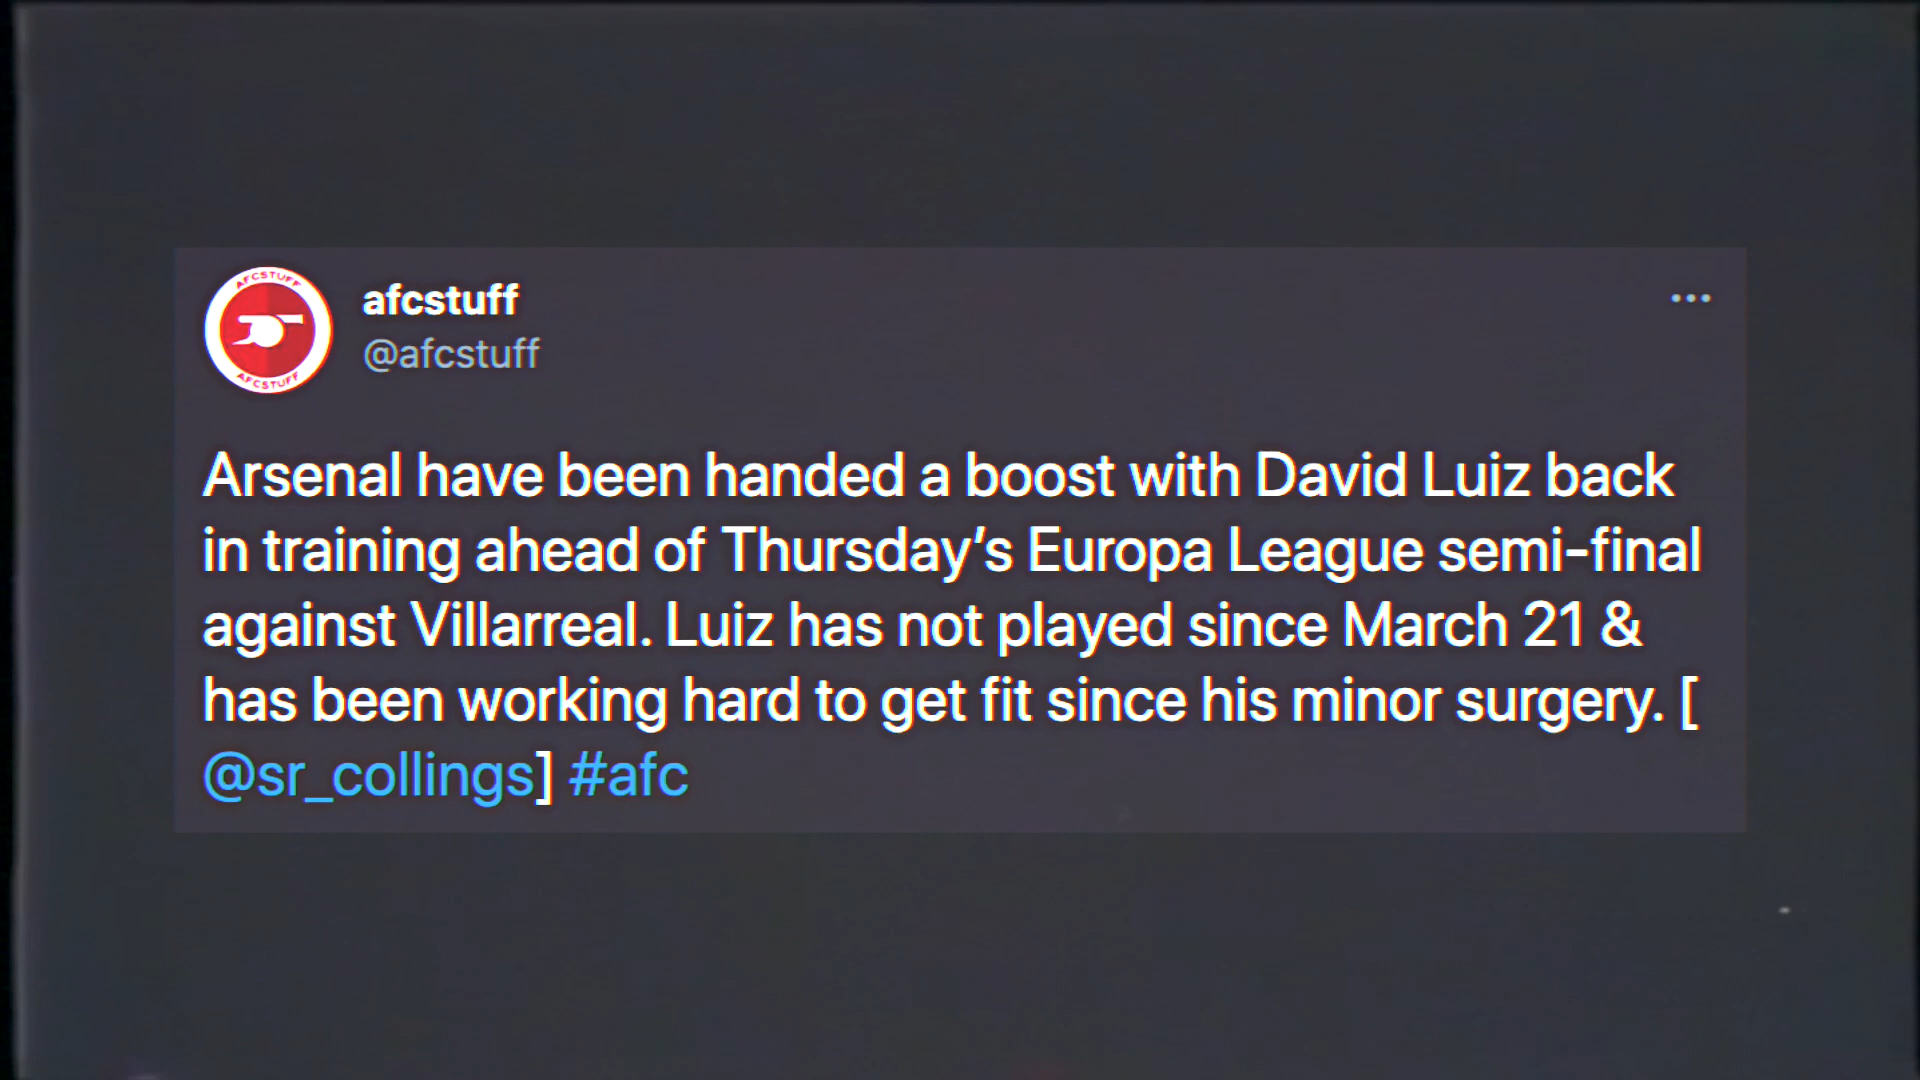 AFCSTUFF
AFCSTUFF
afcstuff
@afcstuff
Arsenal have been handed a boost with David Luiz back
in training ahead of Thursday’s Europa League semi-final
against Villarreal. Luiz has not played since March 21 &
has been working hard to get fit since his minor surgery. [
@sr_collings] #afc